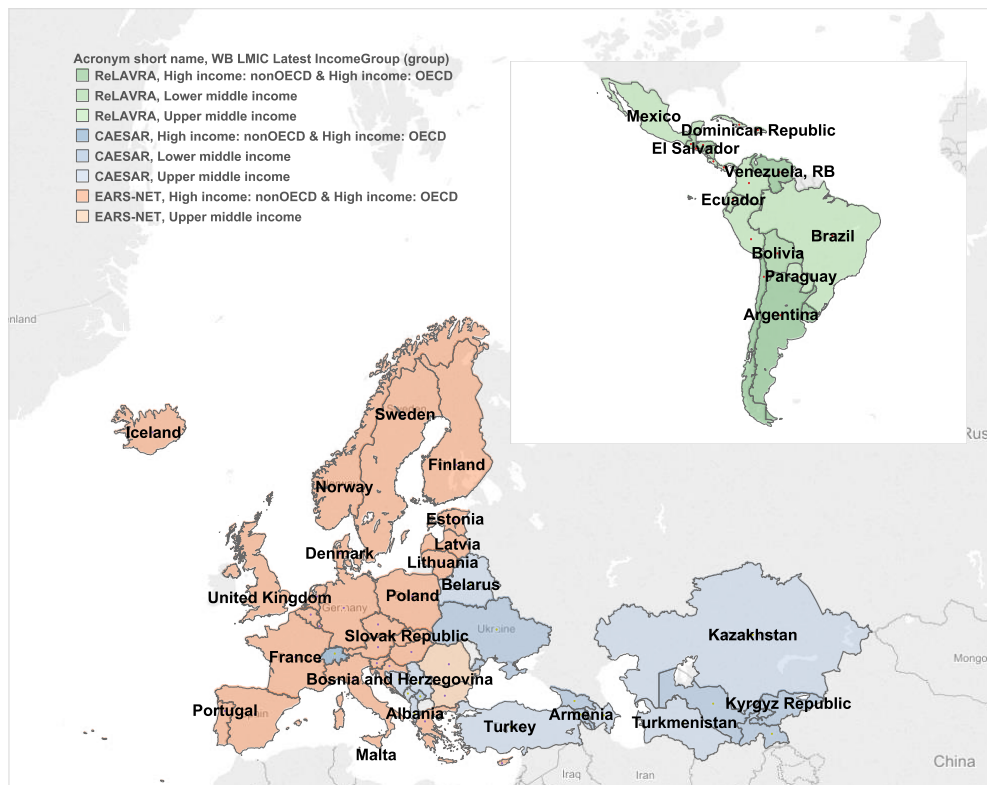 Acronym short name, WB LMIC Latest IncomeGroup (group)
ReLAVRA, High income: nonOECD & High income: OECD
ReLAVRA, Lower middle income
ReLAVRA, Upper middle income
CAESAR, High income: nonOECD & High income: OECD
CAESAR, Lower middle income
CAESAR, Upper middle income
EARS-NET, High income: nonOECD & High income: OECD
EARS-NET, Upper middle income
Mexico
Dominican Republic
El Salvador
Venezuela, RB
Ecuador
Brazil
Bolivia
Paraguay
Argentina
nland
Rus
Iceland
Sweden
Finland
Norway
Estonia
Denmark
Latvia
Lithuania
Belarus
United Kingdom
Germany
Poland
Ukraine
Slovak Republic
Kazakhstan
France
Mongo
Bosnia and Herzegovina
Portugal
Albania
Turkey
Armenia
Turkmenistan
Kyrgyz Republic
Malta
China
Iraq
Iran